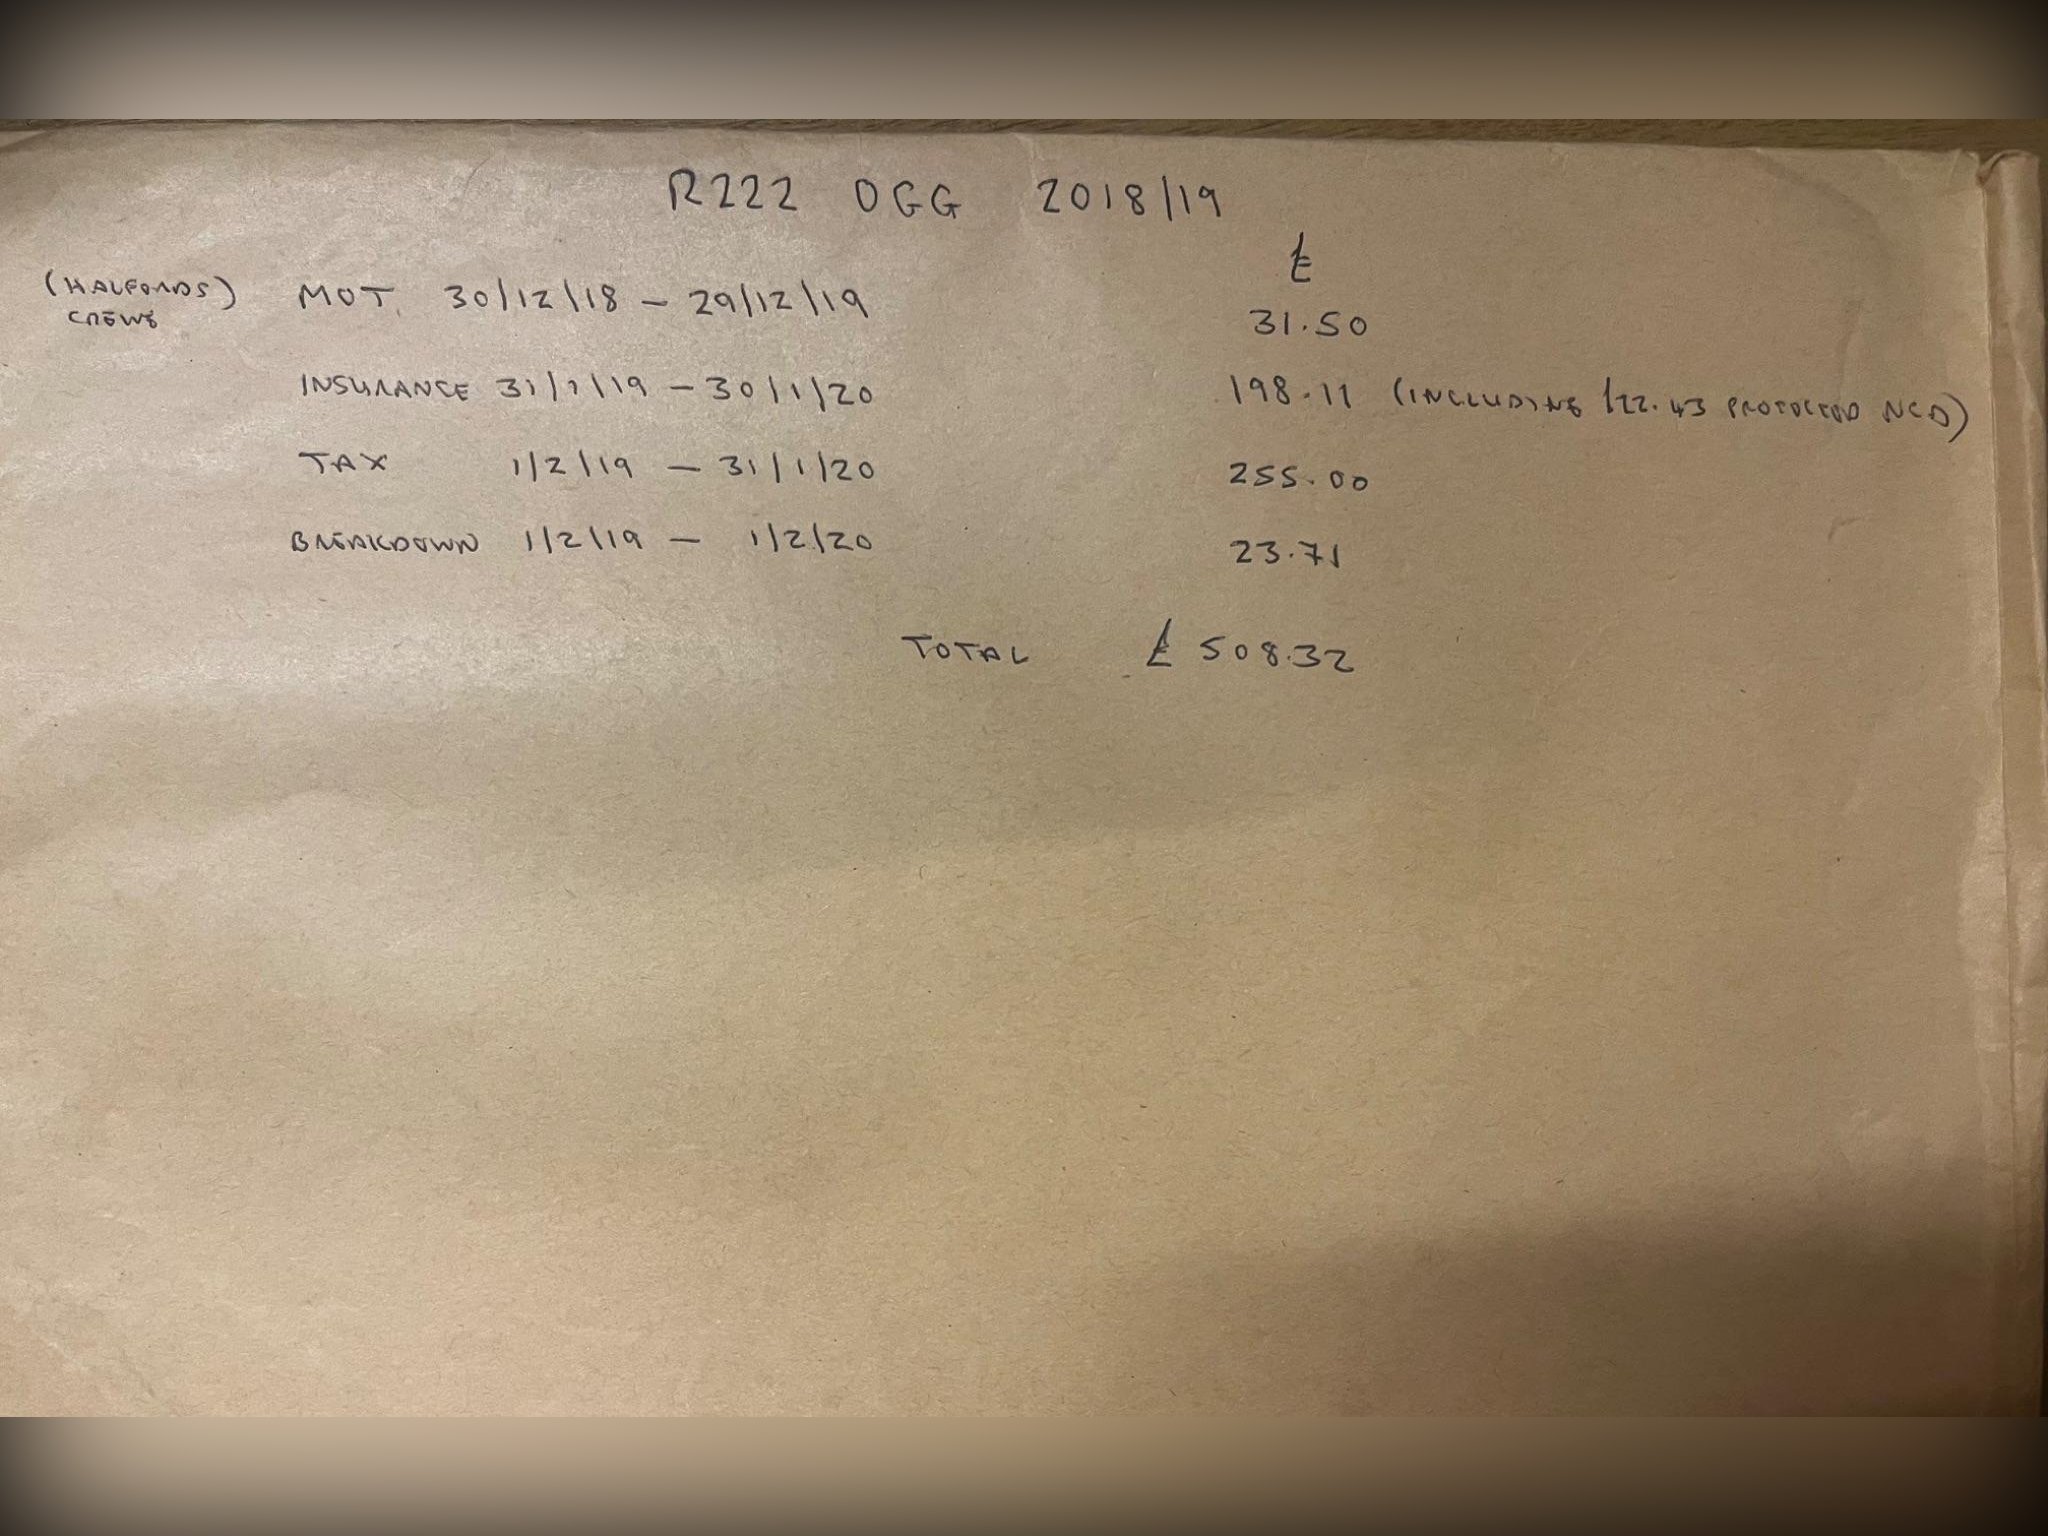 R222 OGG 2018/19
£
(HALFORDS) MOT 30/12/18 - 29/12/19 31.50
CREWE
INSURANCE 31/1/19 - 30/1/20 198.11 (INCLUDING £22.43 PROTECTED NCD)
TAX 1/2/19 - 31/1/20 255.00
BREAKDOWN 1/2/19 - 1/2/20 23.71
TOTAL £ 508.32